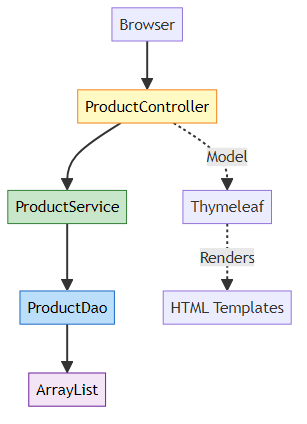 Browser
ProductController
Model
ProductService
Thymeleaf
Renders
ProductDao
HTML Templates
ArrayList